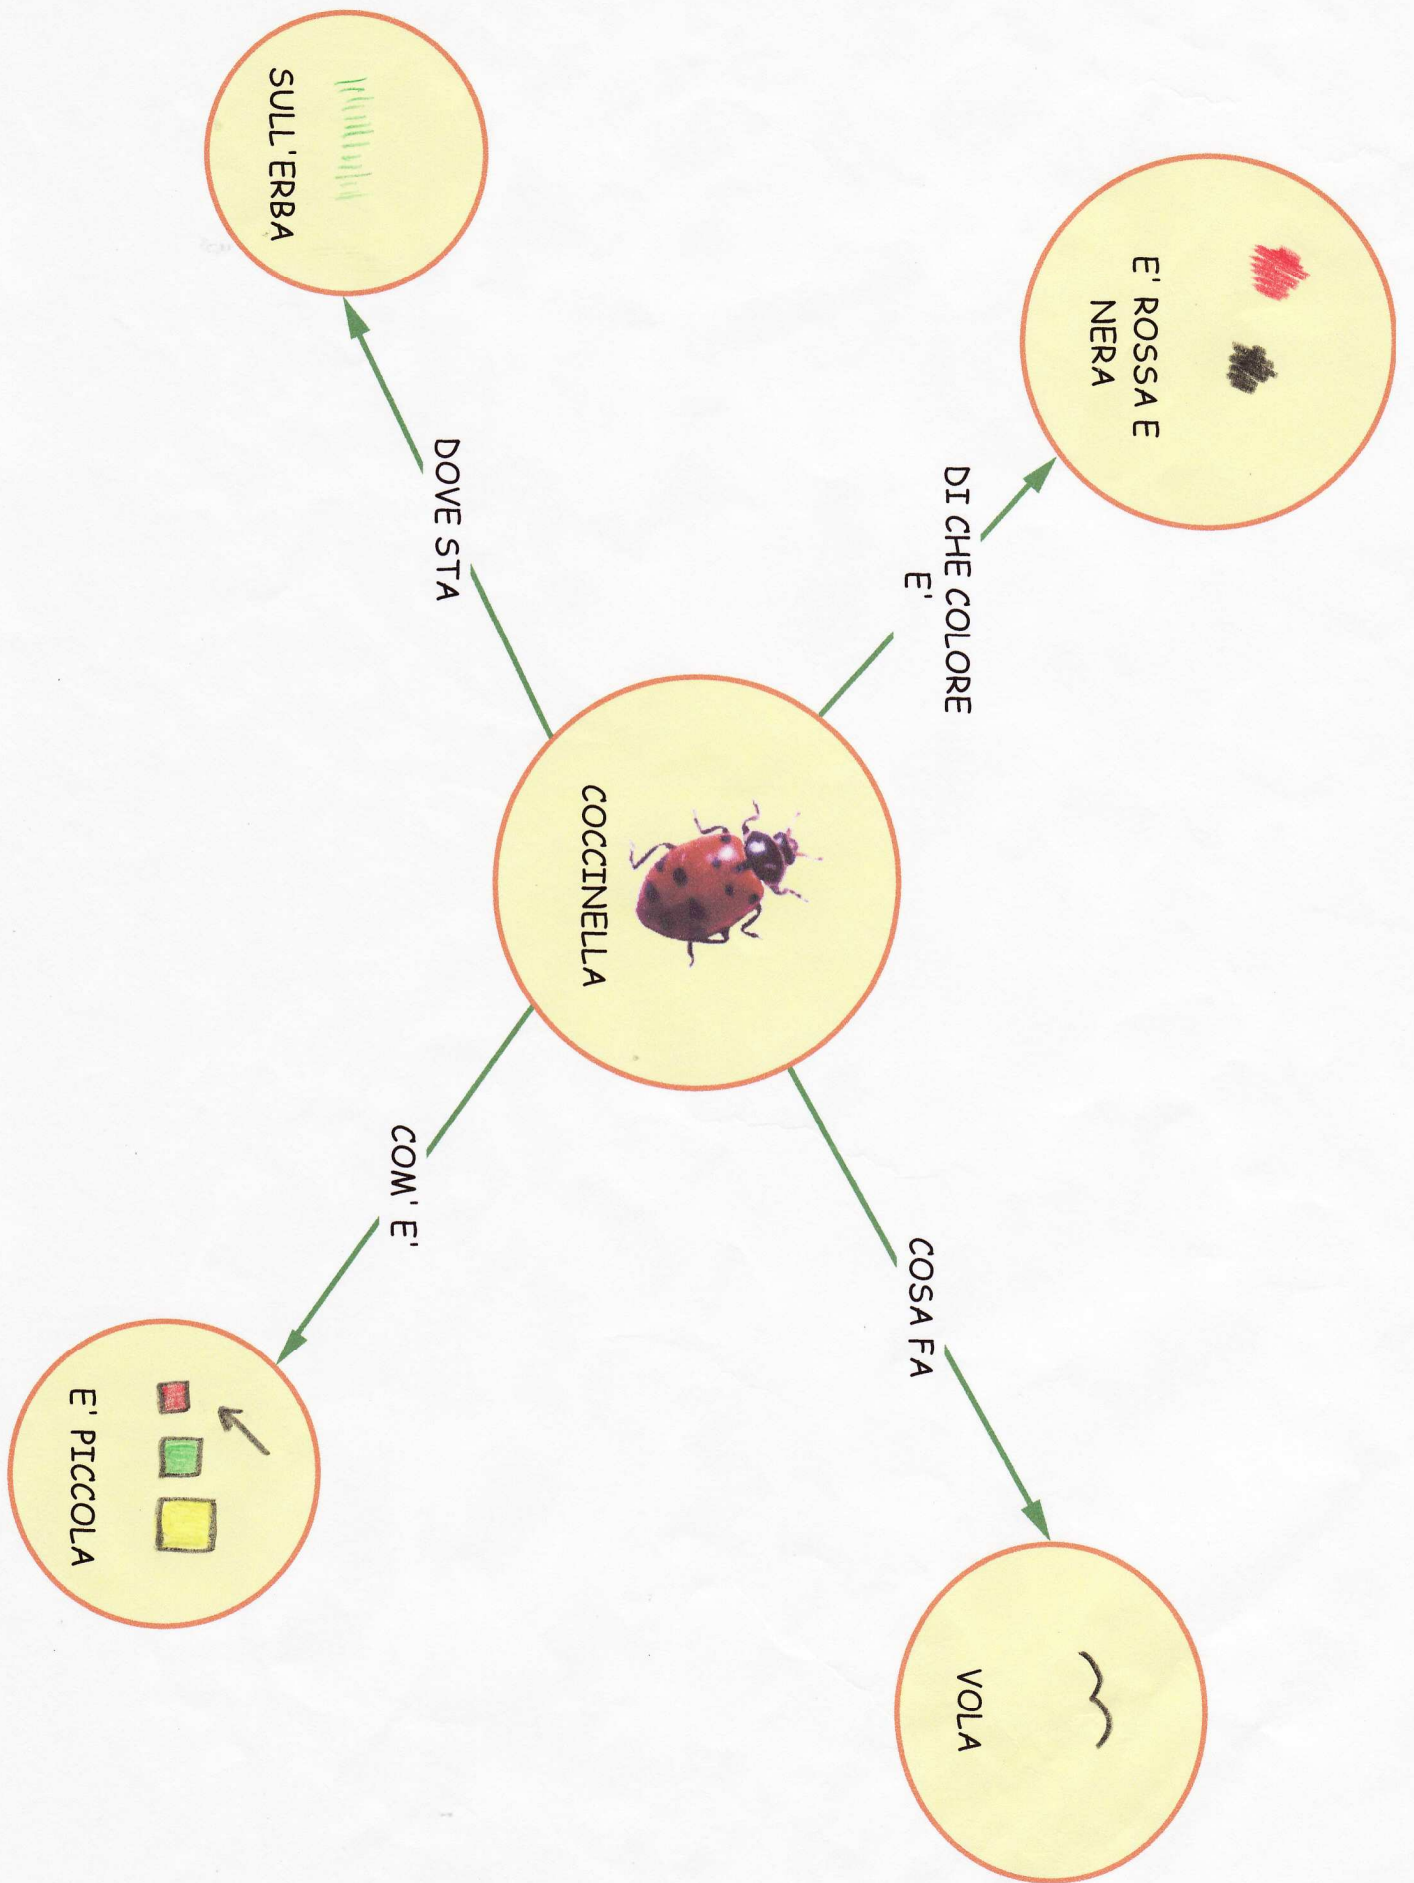 E' ROSSA E
NERA
DI CHE COLORE
E'
COSA FA
VOLA
COCCINELLA
DOVE STA
SULL'ERBA
COM' E'
E' PICCOLA